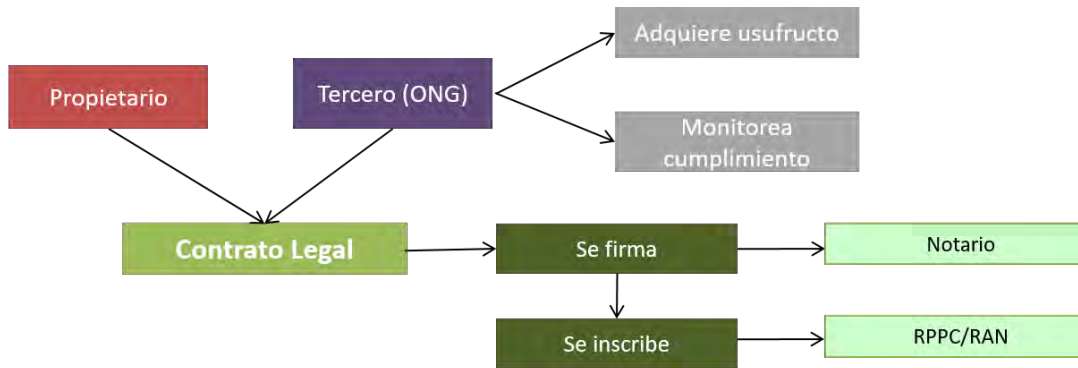 Adquiere usufructo
Propietario
Tercero (ONG)
Monitorea
cumplimiento
Contrato Legal
Se firma
Notario
Se inscribe
RPPC/RAN